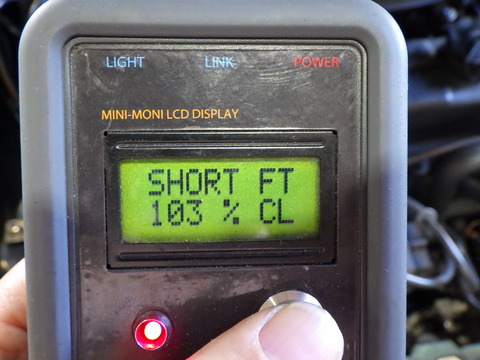 LIGHT LINK POWER
MINI-MONI LCD DISPLAY
SHORT FT
103 % CL